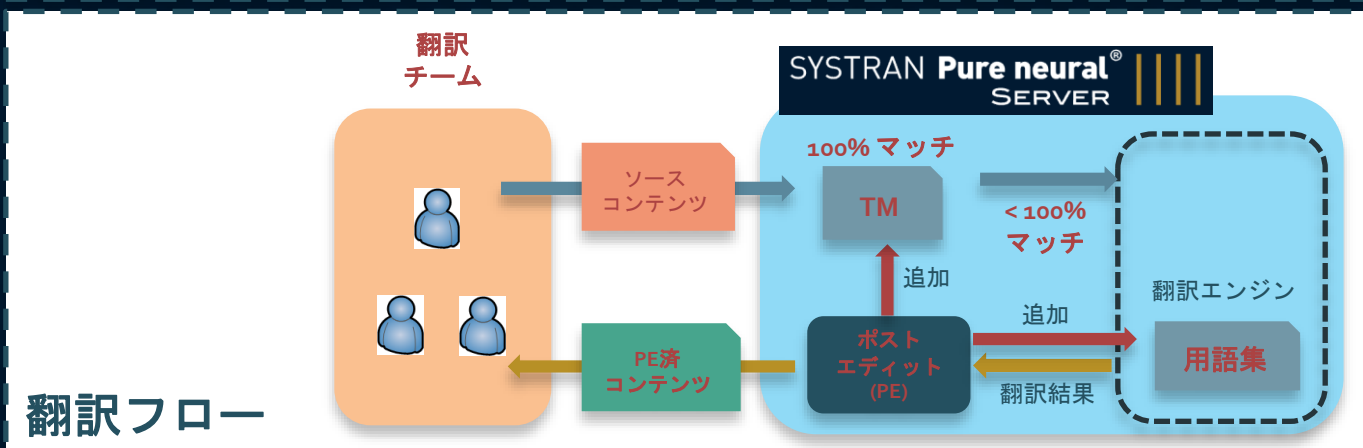 翻訳
チーム
SYSTRAN Pure neural®
SERVER
100% マッチ
ソース
コンテンツ
TM
< 100%
マッチ
追加
翻訳エンジン
追加
ポスト
エディット
(PE)
用語集
PE済
コンテンツ
翻訳結果
翻訳フロー